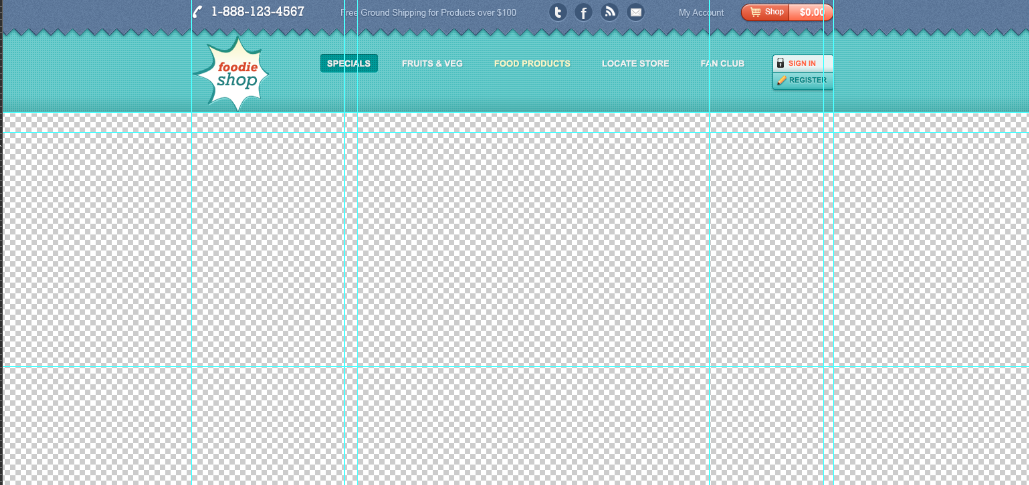 1-888-123-4567
Free Ground Shipping for Products over $100
My Account
Shop
$0.00
foodie
shop
SPECIALS
FRUITS & VEG
FOOD PRODUCTS
LOCATE STORE
FAN CLUB
SIGN IN
REGISTER